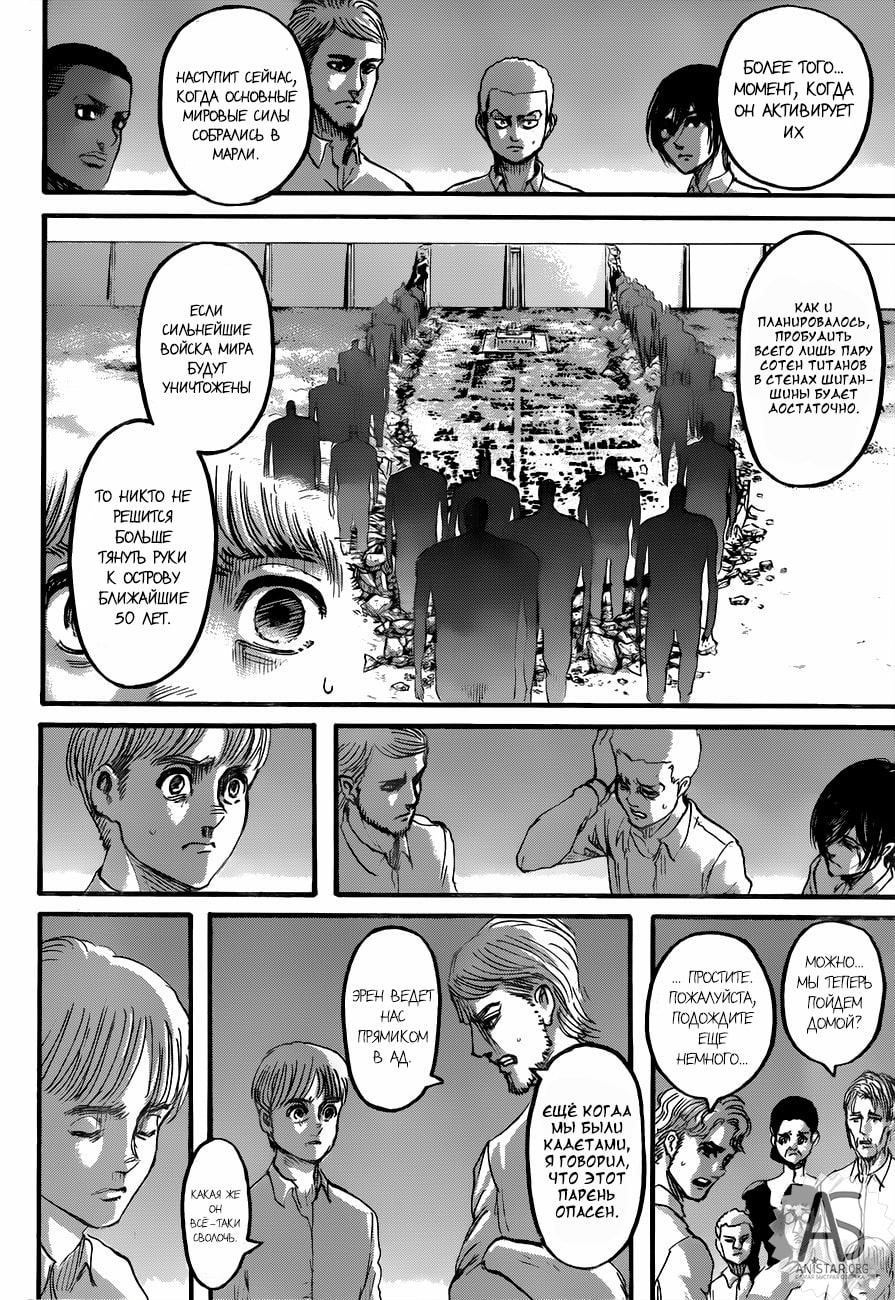 БОЛЕЕ ТОГО...
МОМЕНТ, КОГДА
ОН АКТИВИРУЕТ
ИХ
НАСТУПИТ СЕЙЧАС,
КОГДА ОСНОВНЫЕ
МИРОВЫЕ СИЛЫ
СОБРАЛИСЬ В
МАРЛИ.
КАК И
ПЛАНИРОВАЛОСЬ,
ПРОБУДИТЬ
ВСЕГО ЛИШЬ ПАРУ
СОТЕН ТИТАНОВ
В СТЕНАХ ШИГАН-
ШИНЫ БУДЕТ
ДОСТАТОЧНО.
ЕСЛИ
СИЛЬНЕЙШИЕ
ВОЙСКА МИРА
БУДУТ
УНИЧТОЖЕНЫ
ТО НИКТО НЕ
РЕШИТСЯ
БОЛЬШЕ
ТЯНУТЬ РУКИ
К ОСТРОВУ
БЛИЖАЙШИЕ
50 ЛЕТ.
МОЖНО...
МЫ ТЕПЕРЬ
ПОЙДЕМ
ДОМОЙ?
... ПРОСТИТЕ.
ПОЖАЛУЙСТА,
ПОДОЖДИТЕ
ЕЩЕ
НЕМНОГО...
ЭРЕН ВЕДЕТ
НАС
ПРЯМИКОМ
В АД.
ЕЩЁ КОГДА
МЫ БЫЛИ
КАДЕТАМИ,
Я ГОВОРИЛ,
ЧТО ЭТОТ
ПАРЕНЬ
ОПАСЕН.
КАКАЯ ЖЕ
ОН
ВСЁ-ТАКИ
СВОЛОЧЬ.
AS
ANISTAR.ORG
САМАЯ БЫСТРАЯ